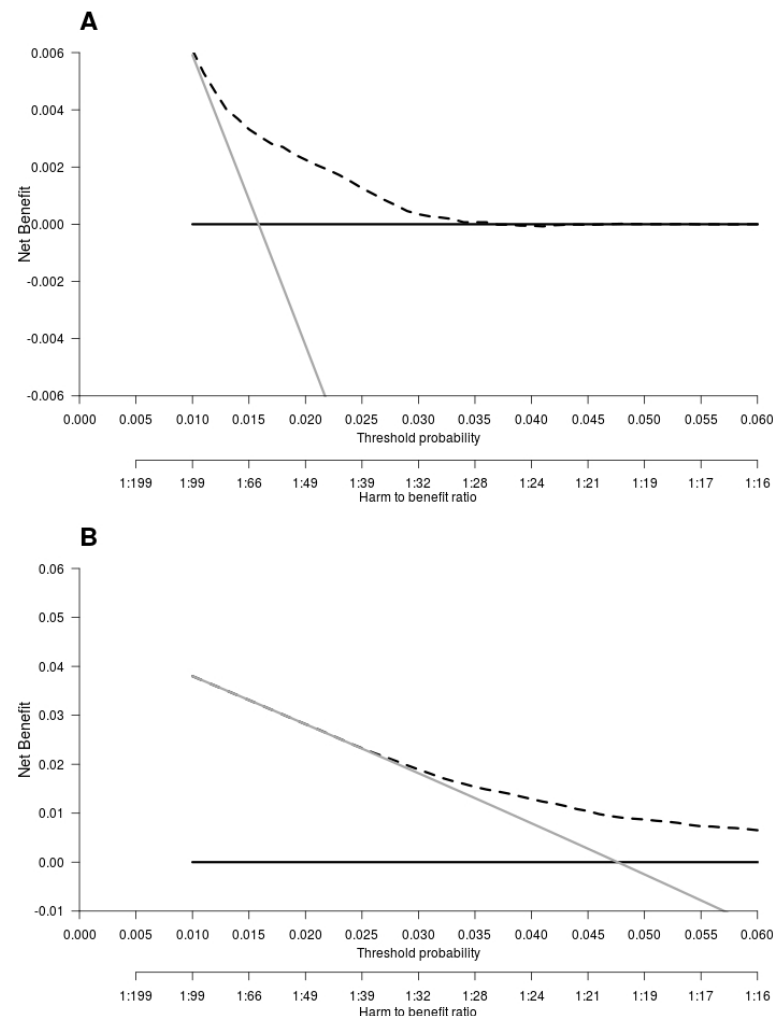 A
0.006
0.004
0.002
0.000
-0.002
-0.004
-0.006
Net Benefit
0.000 0.005 0.010 0.015 0.020 0.025 0.030 0.035 0.040 0.045 0.050 0.055 0.060
Threshold probability
1:199 1:99 1:66 1:49 1:39 1:32 1:28 1:24 1:21 1:19 1:17 1:16
Harm to benefit ratio
B
0.06
0.05
0.04
0.03
0.02
0.01
0.00
-0.01
Net Benefit
0.000 0.005 0.010 0.015 0.020 0.025 0.030 0.035 0.040 0.045 0.050 0.055 0.060
Threshold probability
1:199 1:99 1:66 1:49 1:39 1:32 1:28 1:24 1:21 1:19 1:17 1:16
Harm to benefit ratio